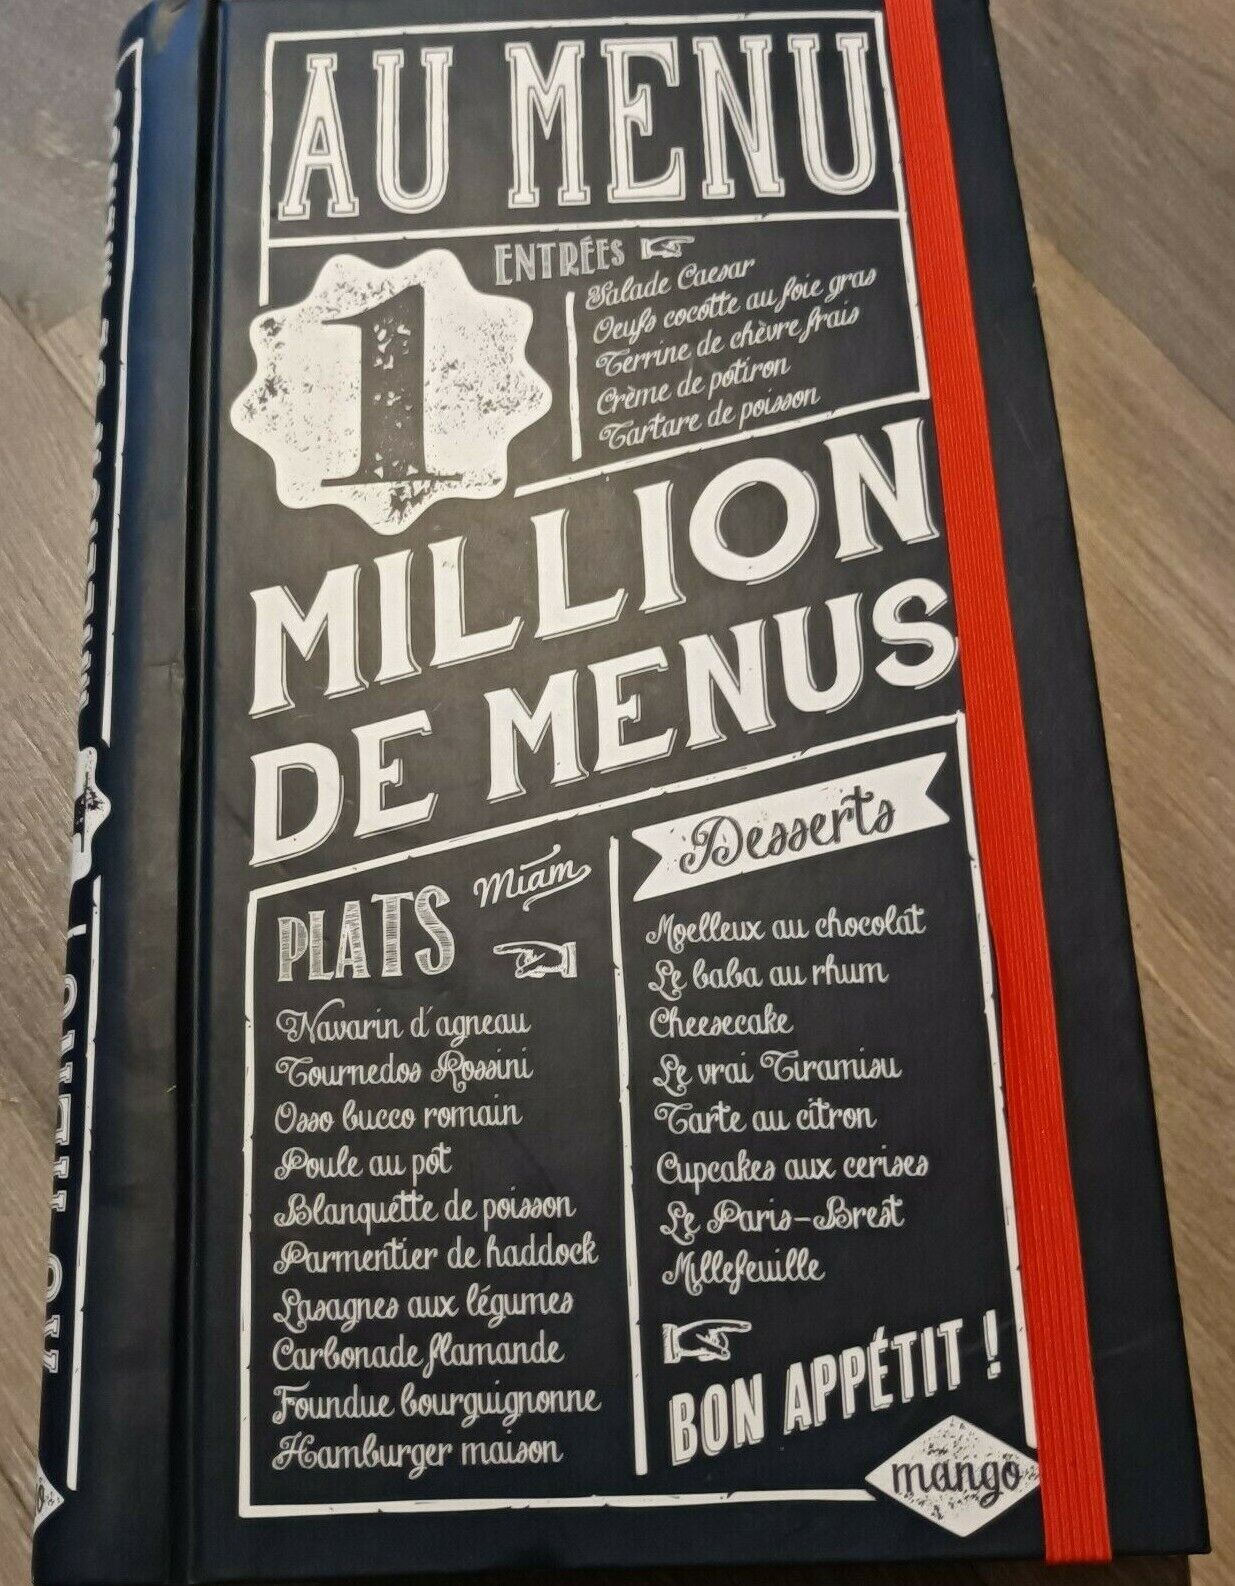 AU MENU
1
ENTRÉES
Salade Caesar
Oeufs cocotte au foie gras
Terrine de chèvre frais
Crème de potiron
Tartare de poisson
MILLION
DE MENUS
PLATS
Miam
Navarin d'agneau
Tournedos Rossini
Osso bucco romain
Poule au pot
Blanquette de poisson
Parmentier de haddock
Lasagnes aux légumes
Carbonade flamande
Foundue bourguignonne
Hamburger maison
Desserts
Moelleux au chocolat
Le baba au rhum
Cheesecake
Le vrai Tiramisu
Tarte au citron
Cupcakes aux cerises
Le Paris-Brest
Millefeuille
BON APPÉTIT !
mango